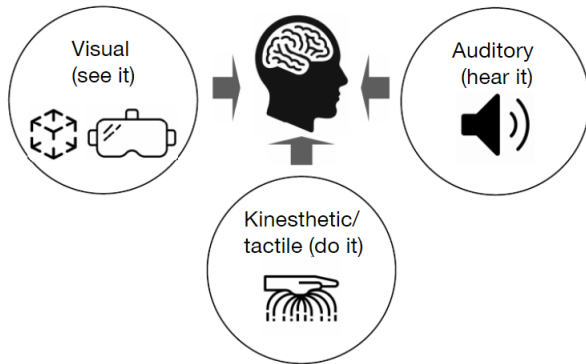 Visual
(see it)
Auditory
(hear it)
Kinesthetic/
tactile (do it)